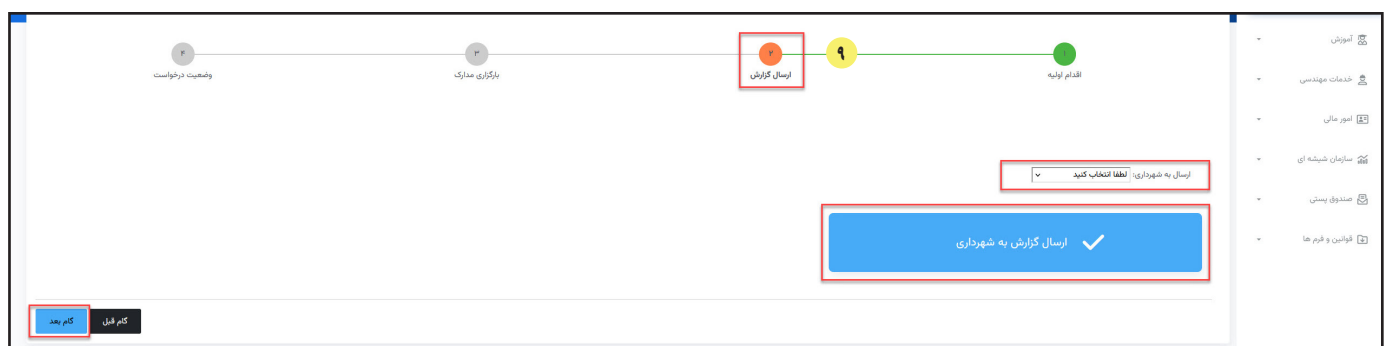 آموزش
خدمات مهندسی
امور مالی
سازمان شیشه ای
صندوق پستی
قوانین و فرم ها
۱
۹
۲
۳
۴
اقدام اولیه
ارسال گزارش
بارگزاری مدارک
وضعیت درخواست
ارسال به شهرداری: لطفا انتخاب کنید
ارسال گزارش به شهرداری
گام قبل
گام بعد